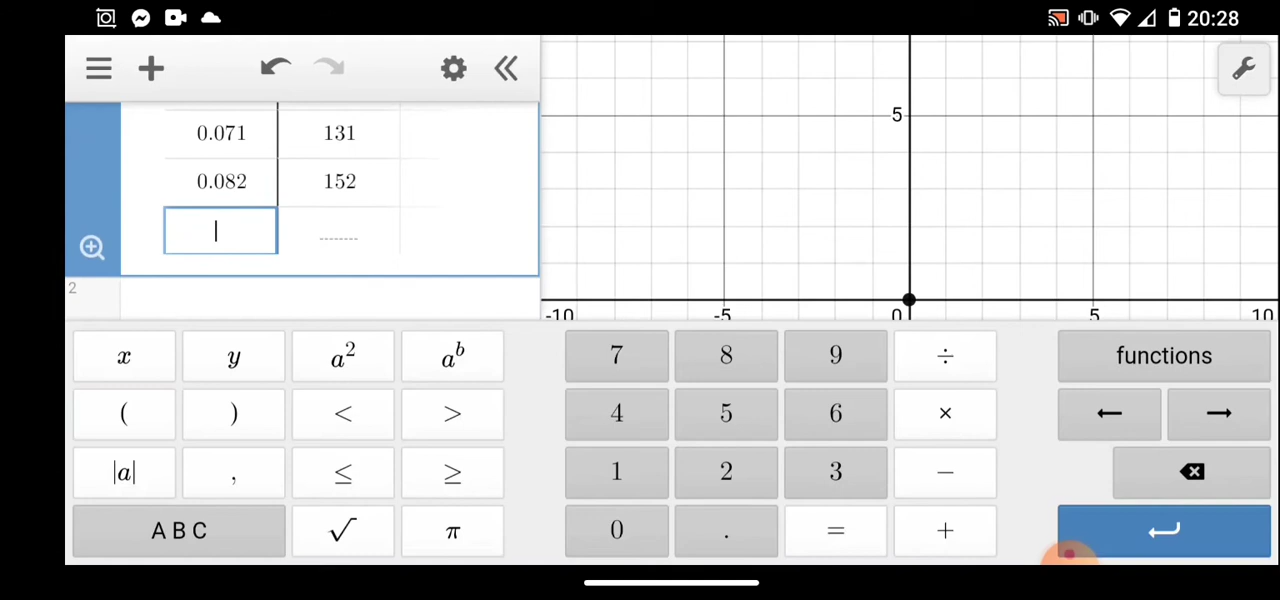 20:28
0.071 131
0.082 152
2
5
-10 -5 0 5 10
x y a² aᵇ 7 8 9 ÷ functions
( ) < > 4 5 6 × ← →
|a| , ≤ ≥ 1 2 3 −
A B C √ π 0 . = +